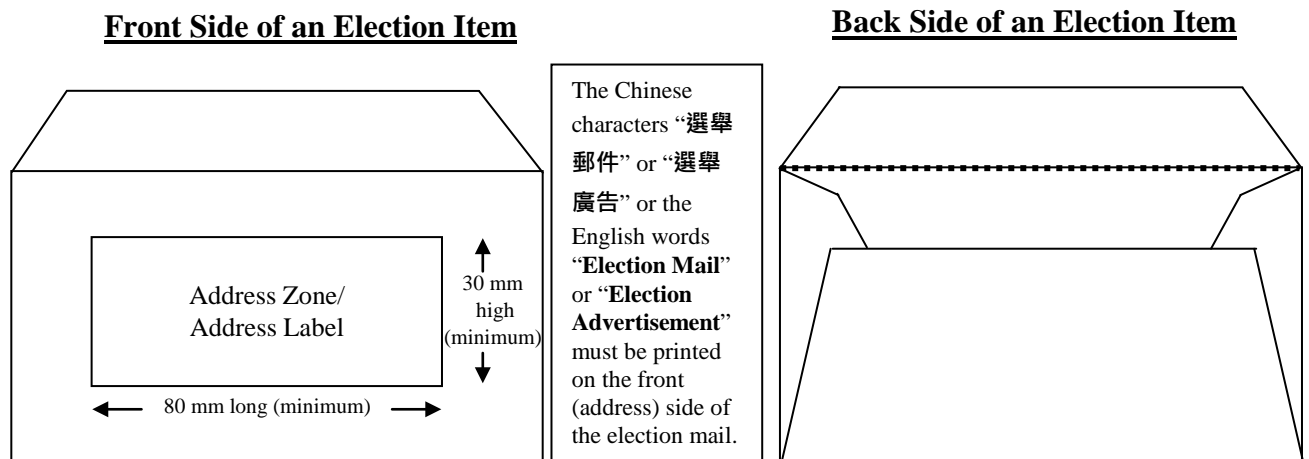 Front Side of an Election Item
Back Side of an Election Item
Address Zone/
Address Label
30 mm
high
(minimum)
80 mm long (minimum)
The Chinese
characters “選舉
郵件” or “選舉
廣告” or the
English words
“Election Mail”
or “Election
Advertisement”
must be printed
on the front
(address) side of
the election mail.